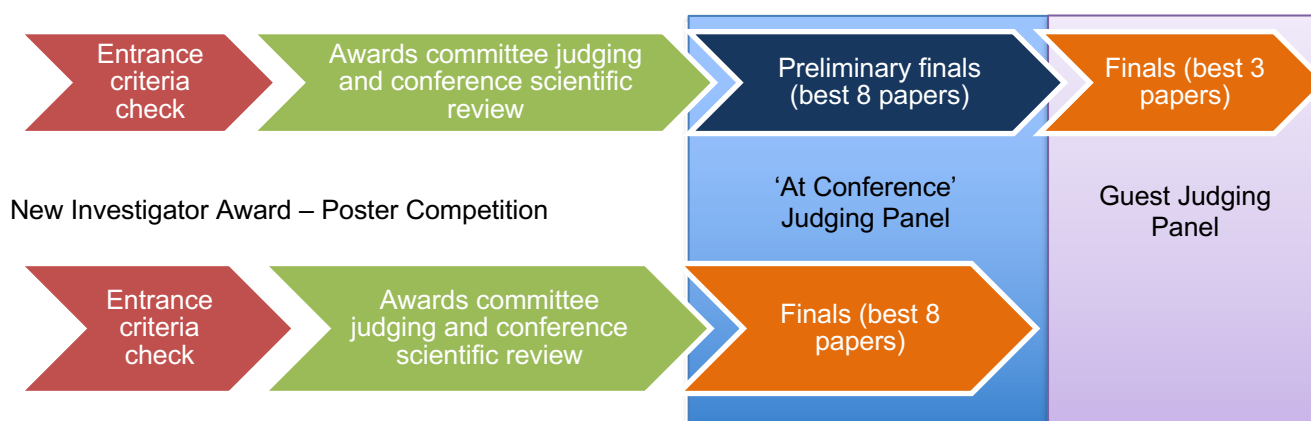 Entrance
criteria
check
Awards committee judging
and conference scientific
review
Preliminary finals
(best 8 papers)
Finals (best 3
papers)
New Investigator Award – Poster Competition
‘At Conference’
Judging Panel
Guest Judging
Panel
Entrance
criteria
check
Awards committee
judging and conference
scientific review
Finals (best 8
papers)